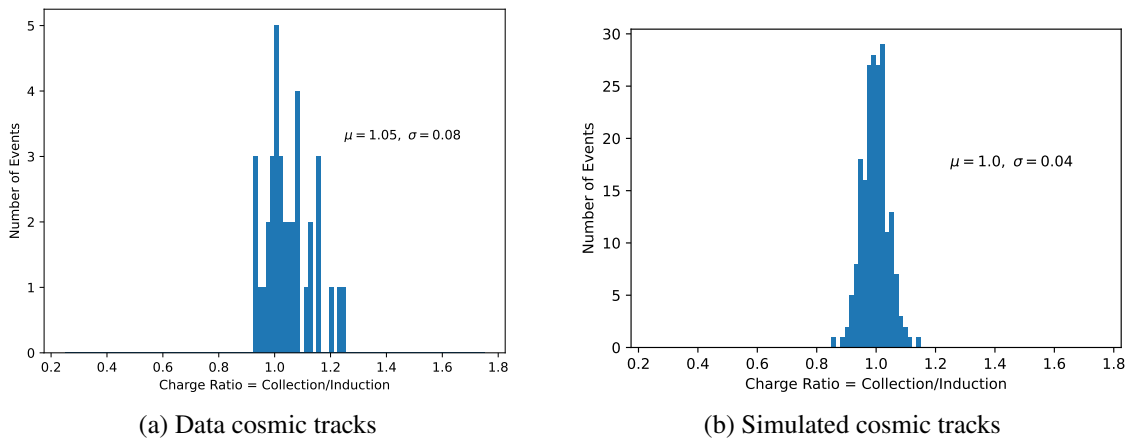 5
4
3
2
1
0
Number of Events
μ = 1.05, σ = 0.08
0.2 0.4 0.6 0.8 1.0 1.2 1.4 1.6 1.8
Charge Ratio = Collection/Induction
(a) Data cosmic tracks
30
25
20
15
10
5
0
Number of Events
μ = 1.0, σ = 0.04
0.2 0.4 0.6 0.8 1.0 1.2 1.4 1.6 1.8
Charge Ratio = Collection/Induction
(b) Simulated cosmic tracks